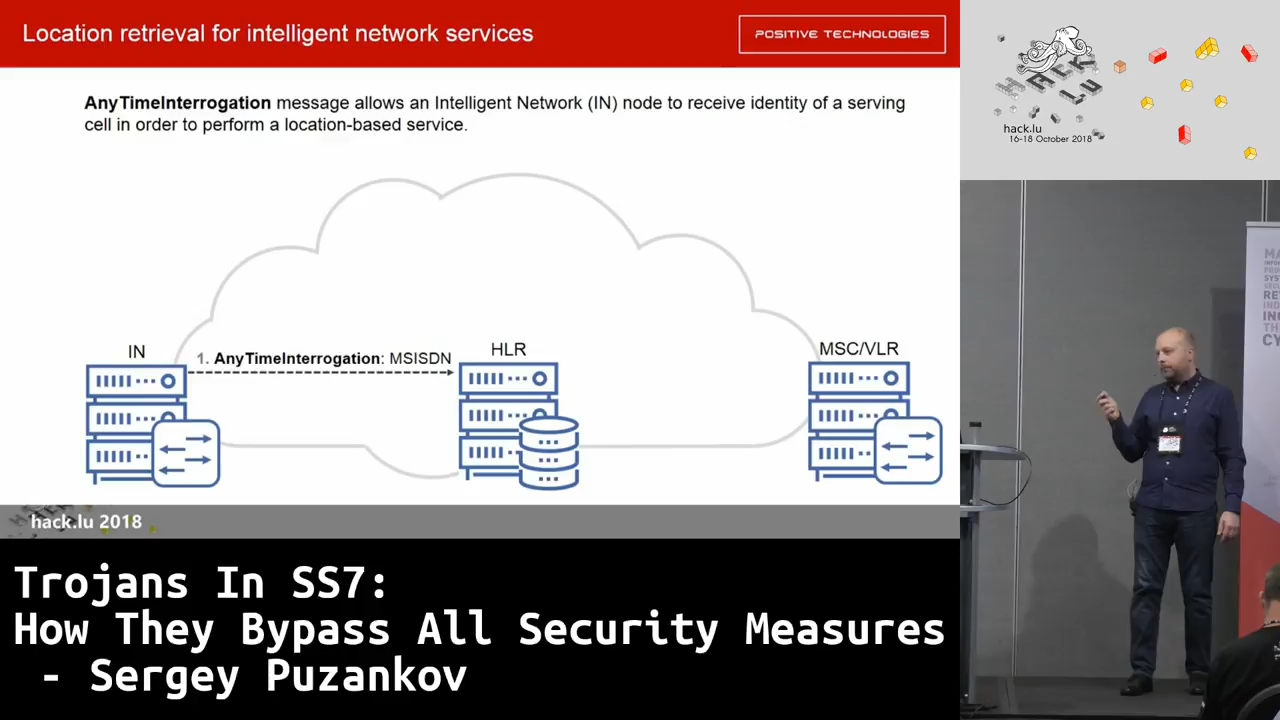 Location retrieval for intelligent network services
POSITIVE TECHNOLOGIES
AnyTimeInterrogation message allows an Intelligent Network (IN) node to receive identity of a serving
cell in order to perform a location-based service.
IN
1. AnyTimeInterrogation: MSISDN
HLR
MSC/VLR
hack.lu 2018
Trojans In SS7:
How They Bypass All Security Measures
- Sergey Puzankov
HACK
LU
hack.lu
16-18 October 2018